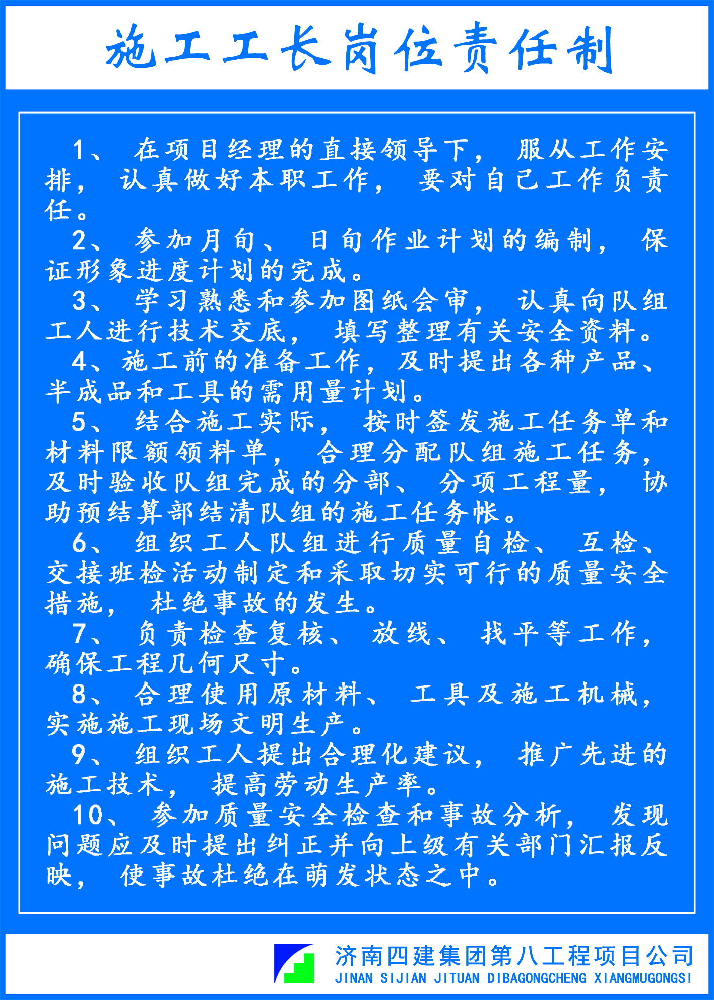 施工工长岗位责任制
1、 在项目经理的直接领导下， 服从工作安
排， 认真做好本职工作， 要对自己工作负责
任。
2、 参加月旬、 日旬作业计划的编制， 保
证形象进度计划的完成。
3、 学习熟悉和参加图纸会审， 认真向队组
工人进行技术交底， 填写整理有关安全资料。
4、施工前的准备工作，及时提出各种产品、
半成品和工具的需用量计划。
5、 结合施工实际， 按时签发施工任务单和
材料限额领料单， 合理分配队组施工任务，
及时验收队组完成的分部、 分项工程量， 协
助预结算部结清队组的施工任务帐。
6、 组织工人队组进行质量自检、 互检、
交接班检活动制定和采取切实可行的质量安全
措施， 杜绝事故的发生。
7、 负责检查复核、 放线、 找平等工作，
确保工程几何尺寸。
8、 合理使用原材料、 工具及施工机械，
实施施工现场文明生产。
9、 组织工人提出合理化建议， 推广先进的
施工技术， 提高劳动生产率。
10、 参加质量安全检查和事故分析， 发现
问题应及时提出纠正并向上级有关部门汇报反
映， 使事故杜绝在萌发状态之中。
济南四建集团第八工程项目公司
JINAN SIJIAN JITUAN DIBAGONGCHENG XIANGMUGONGSI